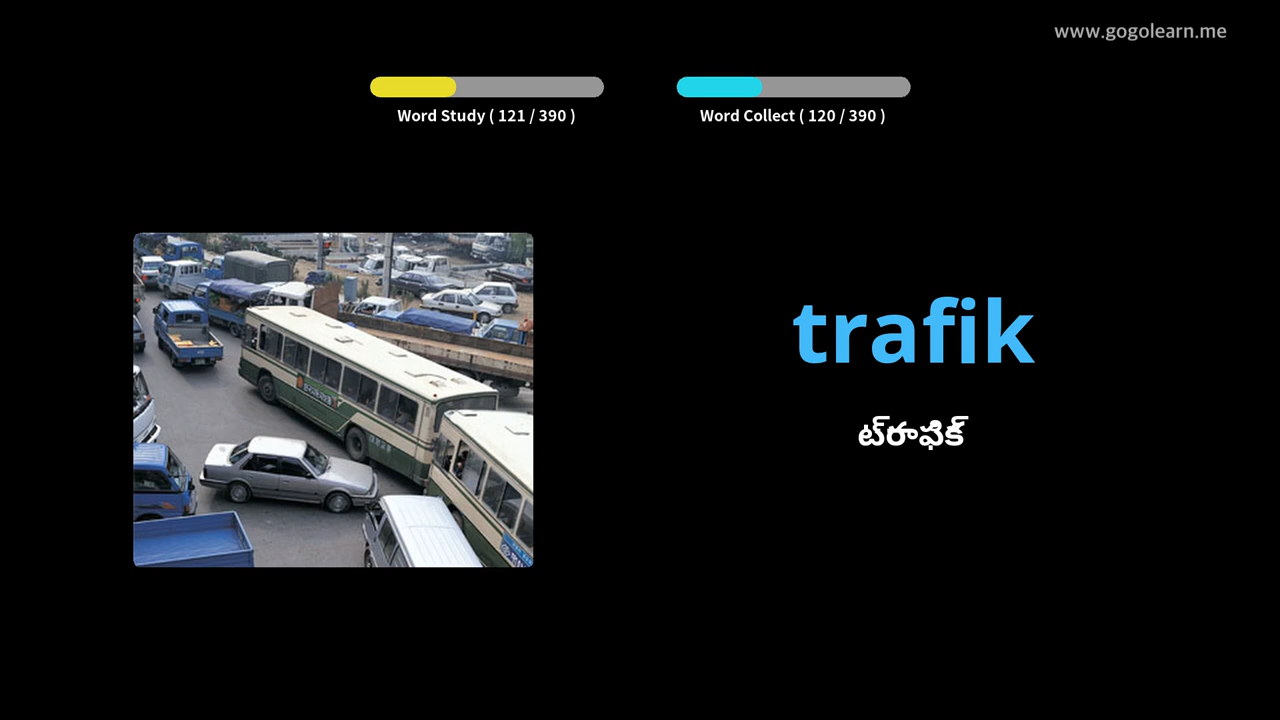 www.gogolearn.me
Word Study ( 121 / 390 )
Word Collect ( 120 / 390 )
trafik
ట్‌రాఫిక్